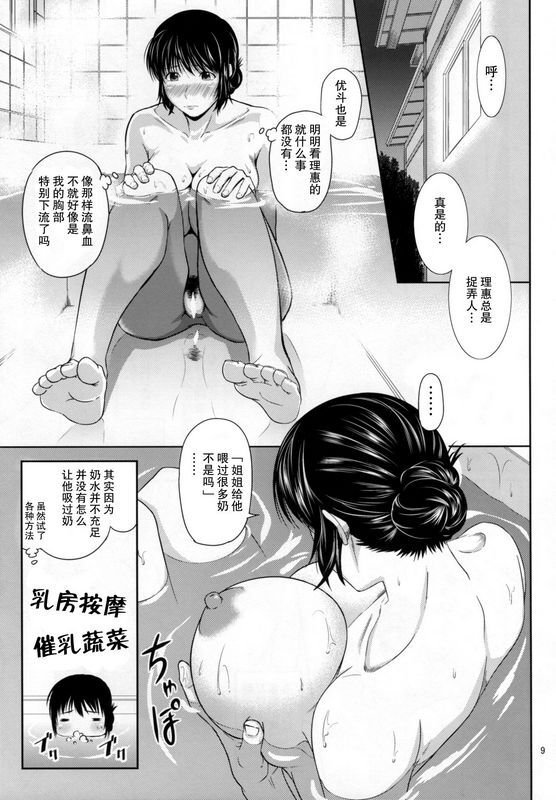 呼…
真是的…
理惠总是
捉弄人…
优斗也是
明明看理惠的
就什么事
都没有…
像那样流鼻血
不就好像是
我的胸部
特别下流了吗
……
「姐姐给他
喂过很多奶
不是吗」
……
其实因为
奶水并不充足
并没有怎么
让他吸过奶
虽然试了
各种方法
乳房按摩
催乳蔬菜
ブグ
ブグ
ちゅぽ
9